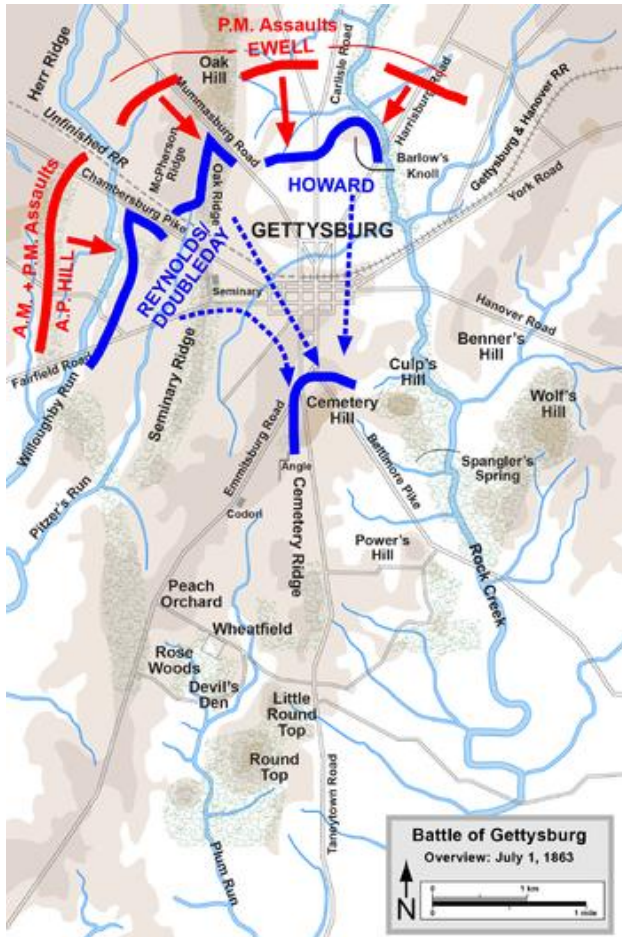 P.M. Assaults
EWELL
Oak
Hill
Carlisle Road
Harrisburg Road
Herr Ridge
Mummasburg Road
Unfinished RR
McPherson
Ridge
Gettysburg & Hanover RR
Barlow's
Knoll
York Road
Chambersburg Pike
Oak Ridge
HOWARD
GETTYSBURG
A.M. + P.M. Assaults
A.P. HILL
REYNOLDS/
DOUBLEDAY
Seminary
Hanover Road
Fairfield Road
Benner's
Hill
Culp's
Hill
Wolf's
Hill
Willoughby Run
Seminary Ridge
Cemetery
Hill
Emmitsburg Road
Baltimore Pike
Spangler's
Spring
Angle
Pitzer's Run
Codori
Cemetery Ridge
Power's
Hill
Rock Creek
Peach
Orchard
Wheatfield
Rose
Woods
Devil's
Den
Little
Round
Top
Round
Top
Taneytown Road
Plum Run
Battle of Gettysburg
Overview: July 1, 1863
N
0
1 km
0
1 mile